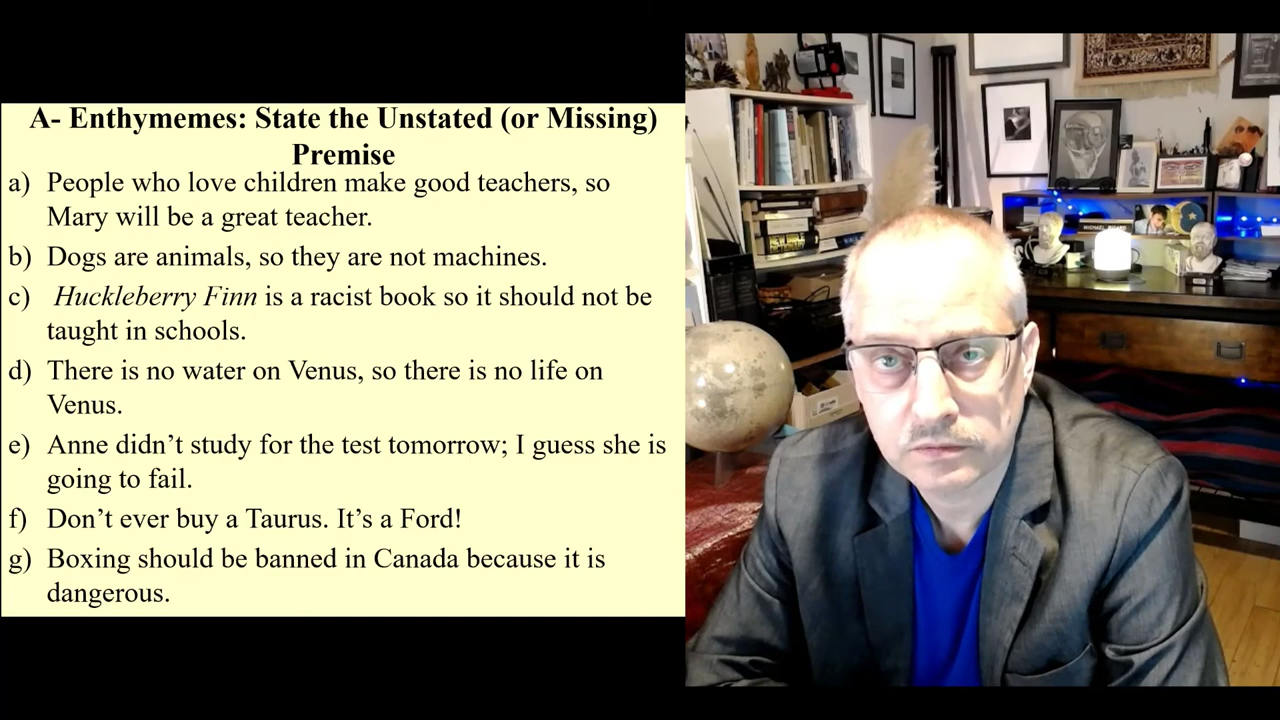 A- Enthymemes: State the Unstated (or Missing)
Premise
a) People who love children make good teachers, so
Mary will be a great teacher.
b) Dogs are animals, so they are not machines.
c) Huckleberry Finn is a racist book so it should not be
taught in schools.
d) There is no water on Venus, so there is no life on
Venus.
e) Anne didn’t study for the test tomorrow; I guess she is
going to fail.
f) Don’t ever buy a Taurus. It’s a Ford!
g) Boxing should be banned in Canada because it is
dangerous.